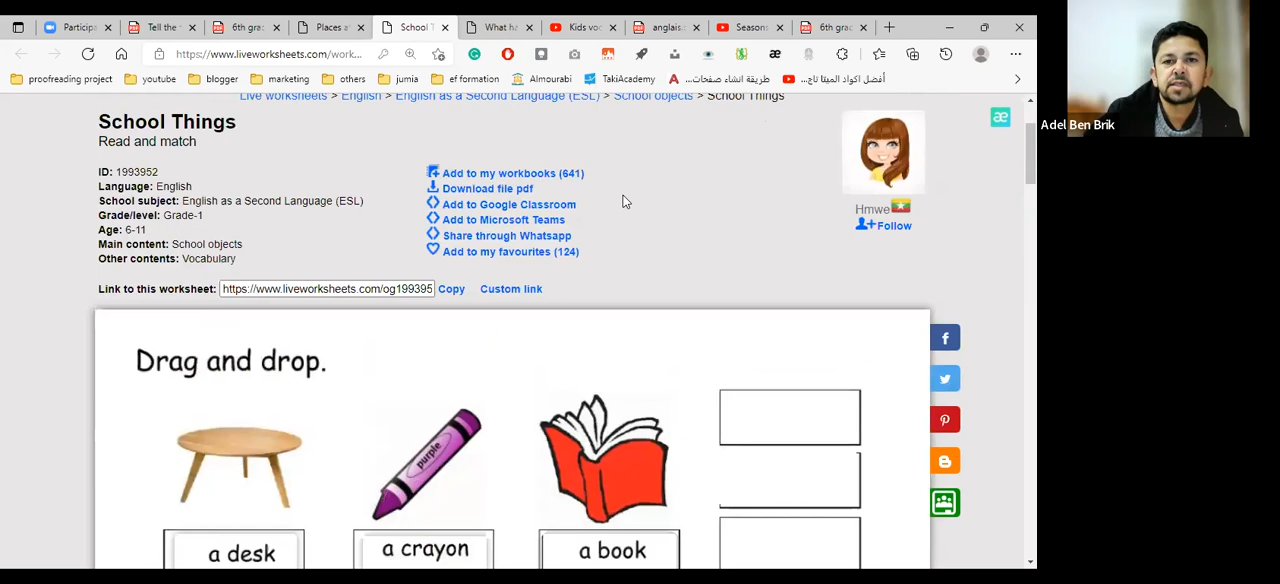 Participa
Tell the
6th grad
Places a
School T
What ha
Kids voc
anglais.
Season
6th grad
https://www.liveworksheets.com/work...
proofreading project
youtube
blogger
marketing
others
jumia
ef formation
Almourabi
TakiAcademy
طريقة انشاء صفحات...
أفضل اكواد الميتا تاج...
Live worksheets > English > English as a Second Language (ESL) > School objects > School Things
School Things
Read and match
ID: 1993952
Language: English
School subject: English as a Second Language (ESL)
Grade/level: Grade-1
Age: 6-11
Main content: School objects
Other contents: Vocabulary
Add to my workbooks (641)
Download file pdf
Add to Google Classroom
Add to Microsoft Teams
Share through Whatsapp
Add to my favourites (124)
Hmwe
Follow
Link to this worksheet: https://www.liveworksheets.com/og199395 Copy Custom link
Drag and drop.
purple
a desk
a crayon
a book
Adel Ben Brik